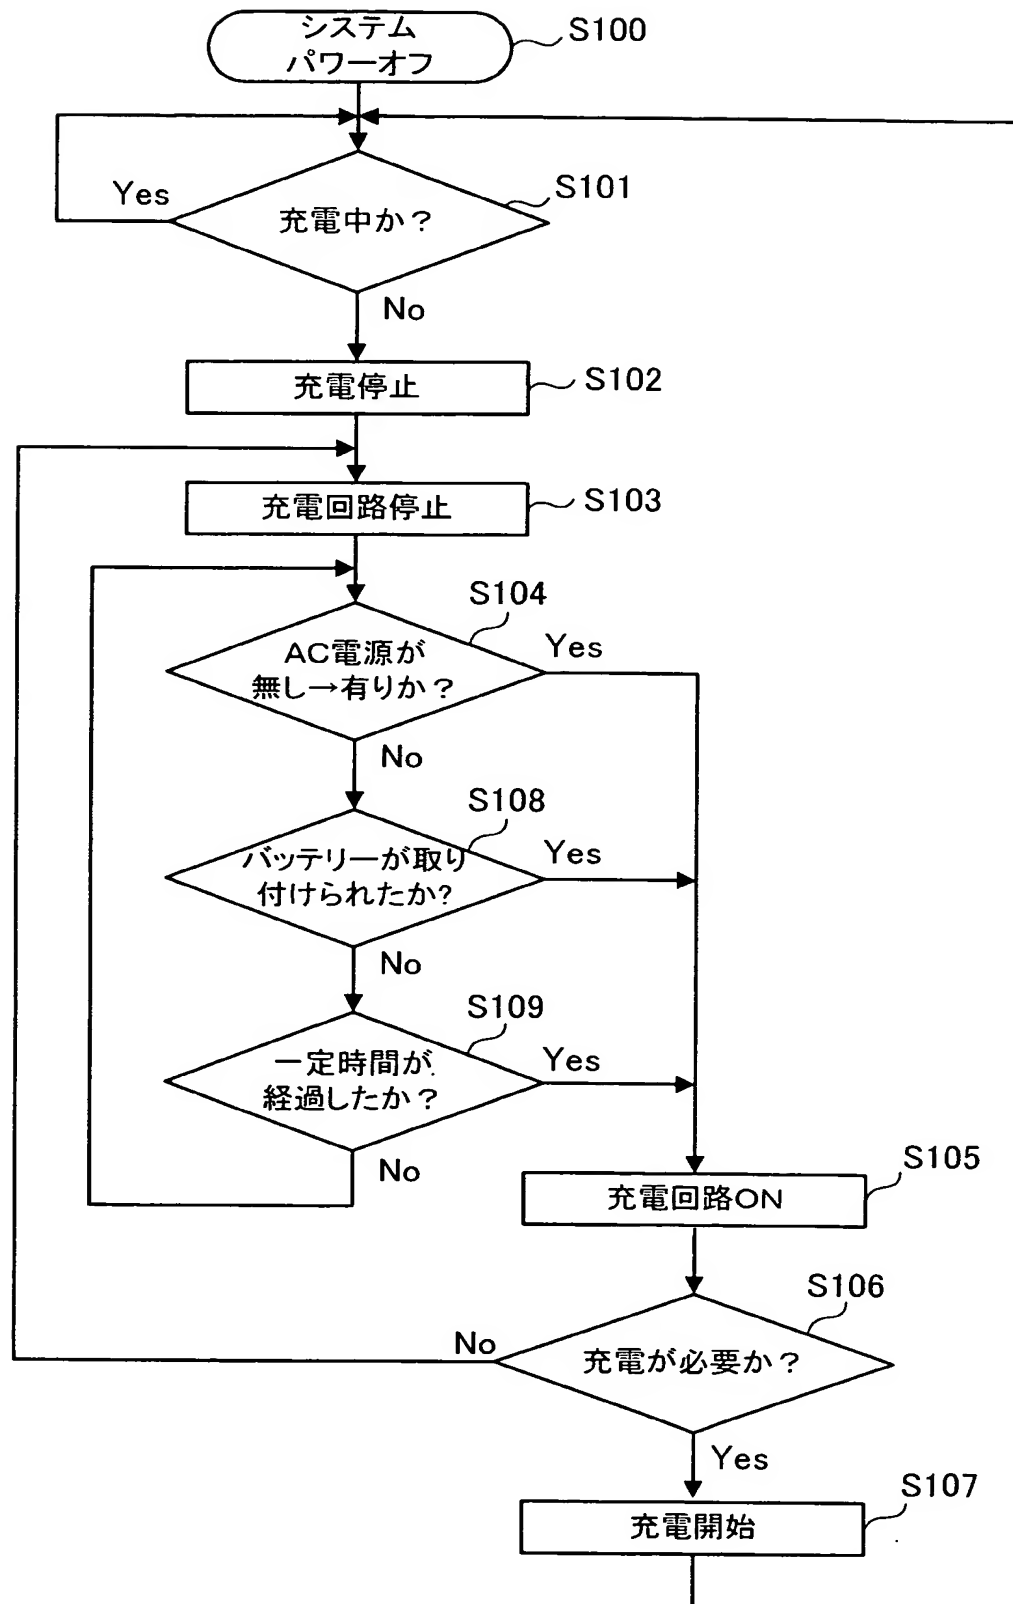 システム
パワーオフ
S100
Yes
充電中か？
S101
No
充電停止
S102
充電回路停止
S103
S104
AC電源が
無し→有りか？
Yes
No
S108
バッテリーが取り
付けられたか?
Yes
No
S109
一定時間が
経過したか？
Yes
No
S105
充電回路ON
S106
No
充電が必要か？
Yes
S107
充電開始